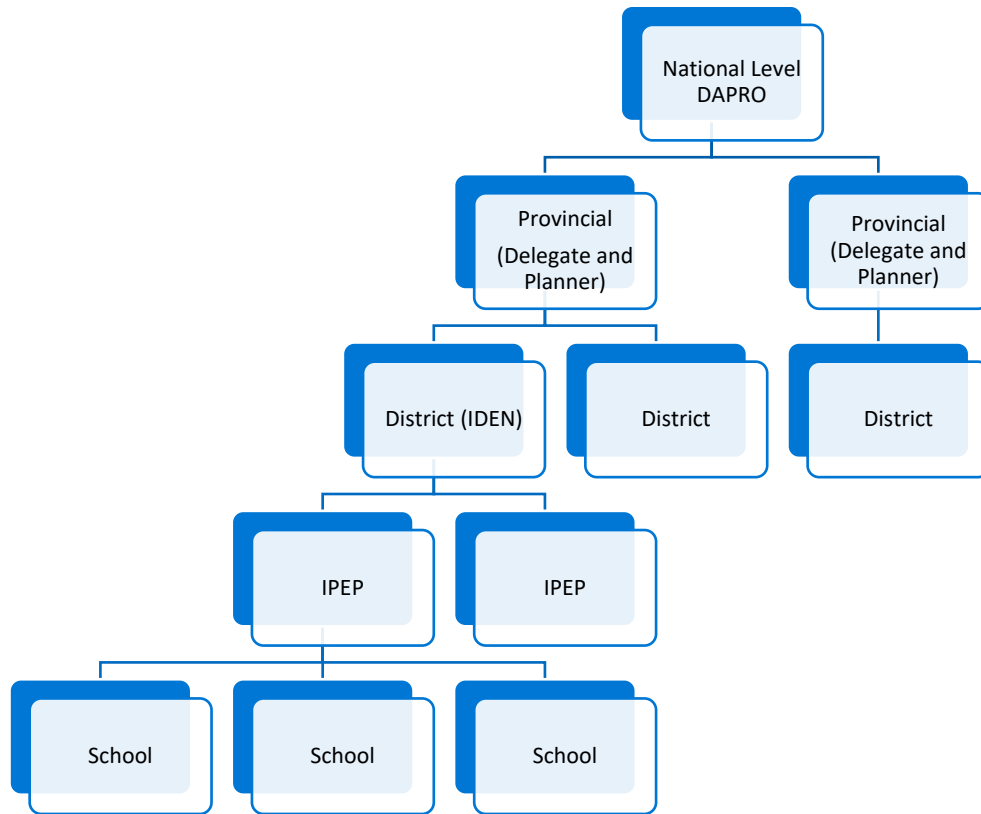 National Level
DAPRO
Provincial
(Delegate and
Planner)
Provincial
(Delegate and
Planner)
District (IDEN)
District
District
IPEP
IPEP
School
School
School